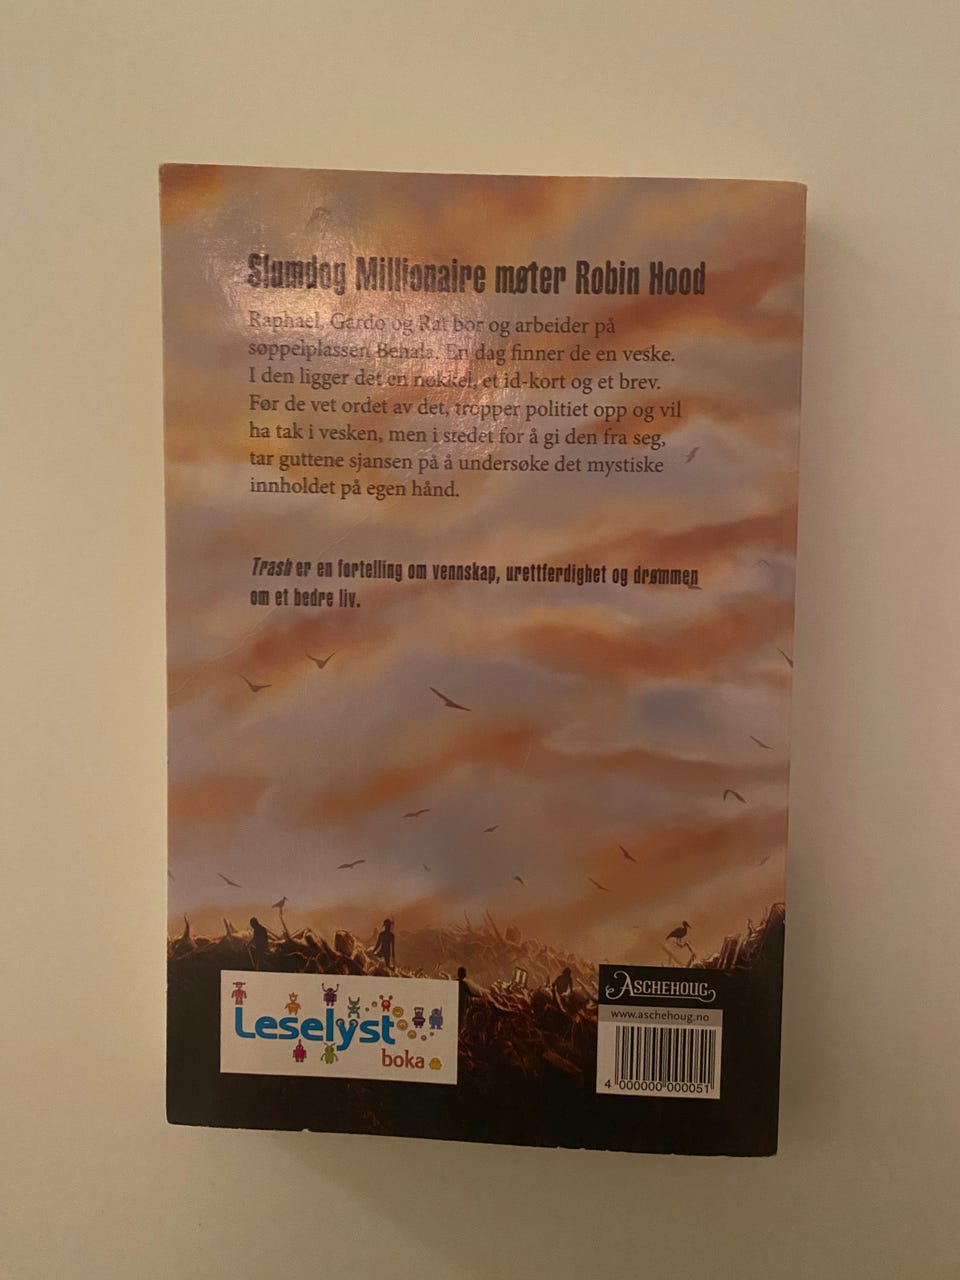 Slumdog Millionaire møter Robin Hood
Raphael, Gardo og Rat bor og arbeider på
søppelplassen Behala. En dag finner de en veske.
I den ligger det en nøkkel, et id-kort og et brev.
Før de vet ordet av det, tropper politiet opp og vil
ha tak i vesken, men i stedet for å gi den fra seg,
tar guttene sjansen på å undersøke det mystiske
innholdet på egen hånd.
Trash er en fortelling om vennskap, urettferdighet og drømmen
om et bedre liv.
Leselyst
boka
ASCHEHOUG
www.aschehoug.no
4 000000 000051